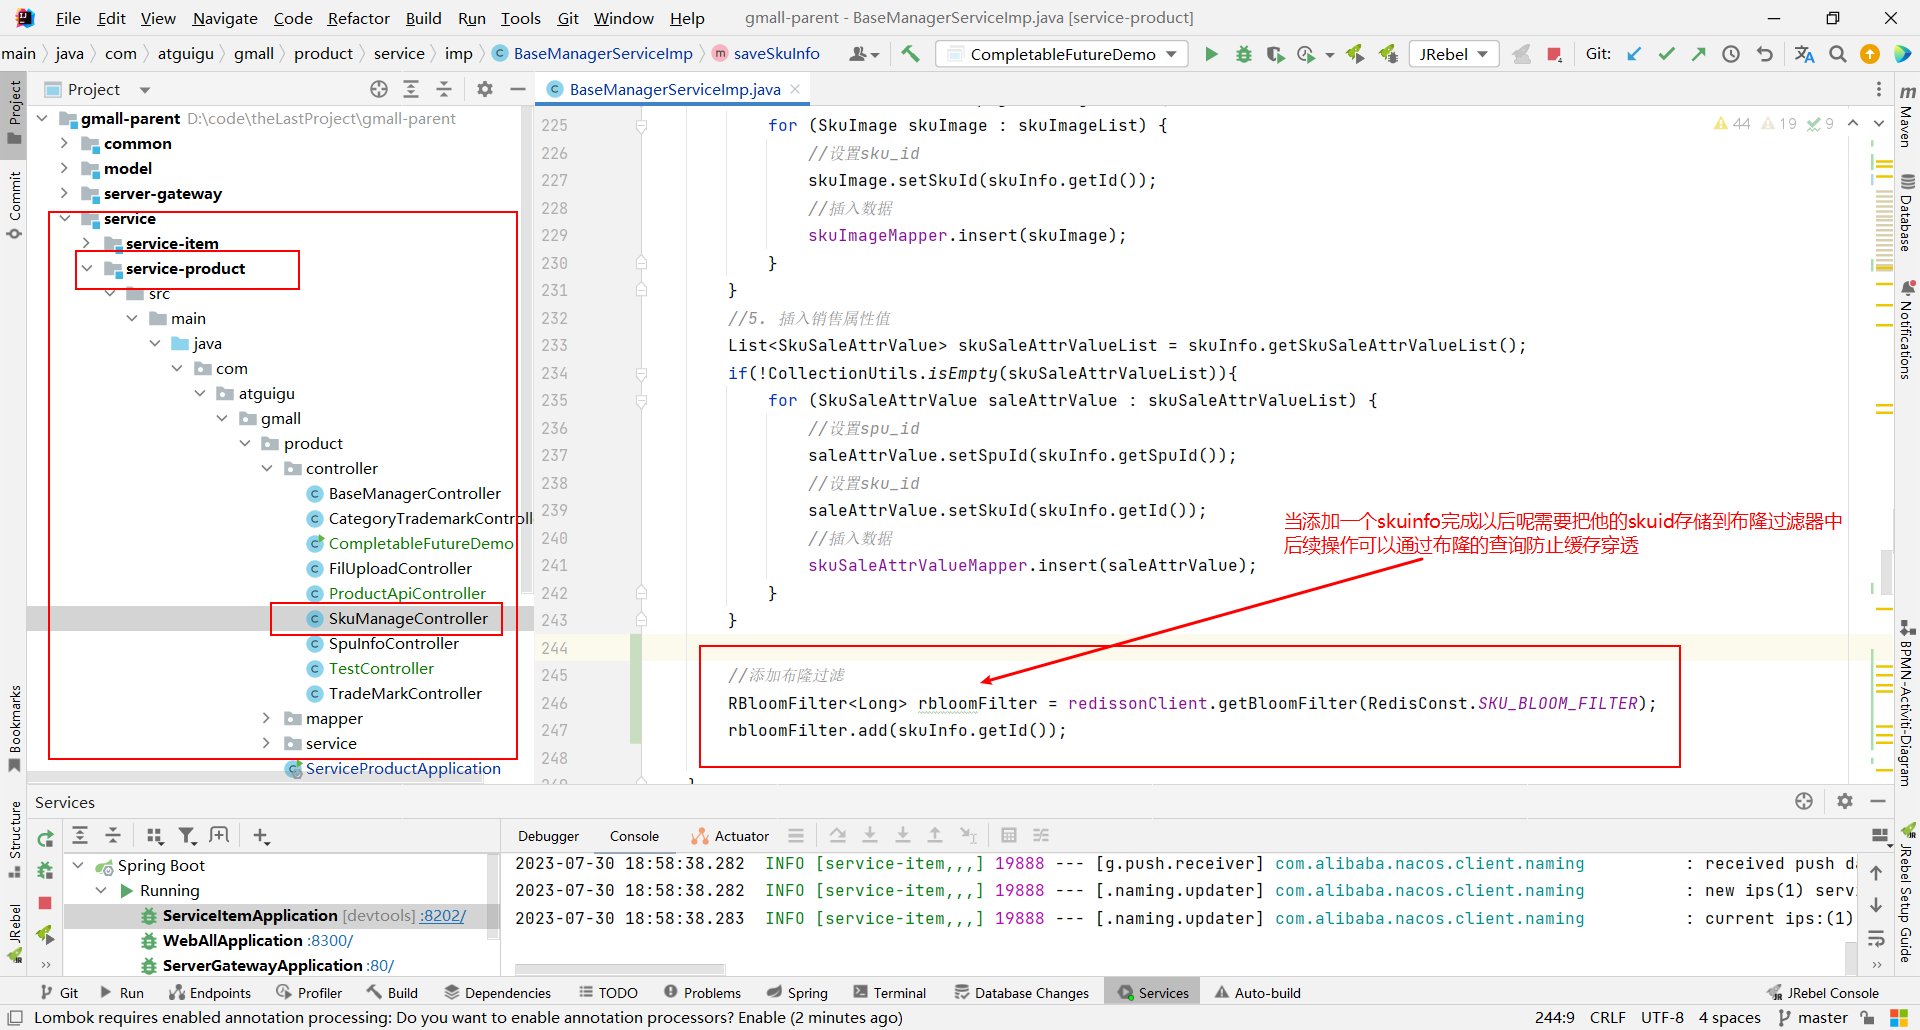 File Edit View Navigate Code Refactor Build Run Tools Git Window Help gmall-parent - BaseManagerServiceImp.java [service-product]
main java com atguigu gmall product service imp BaseManagerServiceImp saveSkuInfo CompletableFutureDemo JRebel Git:
Project BaseManagerServiceImp.java
gmall-parent D:\code\theLastProject\gmall-parent
common
model
server-gateway
service
service-item
service-product
src
main
java
com
atguigu
gmall
product
controller
BaseManagerController
CategoryTrademarkControll
CompletableFutureDemo
FilUploadController
ProductApiController
SkuManageController
SpuInfoController
TestController
TradeMarkController
mapper
service
ServiceProductApplication
Project
Commit
Bookmarks
Structure
JRebel
44 19 9
225 for (SkuImage skuImage : skuImageList) {
226 //设置sku_id
227 skuImage.setSkuId(skuInfo.getId());
228 //插入数据
229 skuImageMapper.insert(skuImage);
230 }
231 }
232 //5. 插入销售属性值
233 List<SkuSaleAttrValue> skuSaleAttrValueList = skuInfo.getSkuSaleAttrValueList();
234 if(!CollectionUtils.isEmpty(skuSaleAttrValueList)){
235 for (SkuSaleAttrValue saleAttrValue : skuSaleAttrValueList) {
236 //设置spu_id
237 saleAttrValue.setSpuId(skuInfo.getSpuId());
238 //设置sku_id
239 saleAttrValue.setSkuId(skuInfo.getId());
240 //插入数据
241 skuSaleAttrValueMapper.insert(saleAttrValue);
242 }
243 }
244
245 //添加布隆过滤
246 RBloomFilter<Long> rbloomFilter = redissonClient.getBloomFilter(RedisConst.SKU_BLOOM_FILTER);
247 rbloomFilter.add(skuInfo.getId());
248
当添加一个skuinfo完成以后呢需要把他的skuid存储到布隆过滤器中
后续操作可以通过布隆的查询防止缓存穿透
Maven
Database
Notifications
BPMN-Activiti-Diagram
JRebel Setup Guide
Services
Debugger Console Actuator
Spring Boot
Running
ServiceItemApplication [devtools] :8202/
WebAllApplication :8300/
ServerGatewayApplication :80/
2023-07-30 18:58:38.282 INFO [service-item,,,] 19888 --- [g.push.receiver] com.alibaba.nacos.client.naming : received push da
2023-07-30 18:58:38.282 INFO [service-item,,,] 19888 --- [.naming.updater] com.alibaba.nacos.client.naming : new ips(1) serv
2023-07-30 18:58:38.283 INFO [service-item,,,] 19888 --- [.naming.updater] com.alibaba.nacos.client.naming : current ips:(1)
Git Run Endpoints Profiler Build Dependencies TODO Problems Spring Terminal Database Changes Services Auto-build JRebel Console
Lombok requires enabled annotation processing: Do you want to enable annotation processors? Enable (2 minutes ago) 244:9 CRLF UTF-8 4 spaces master